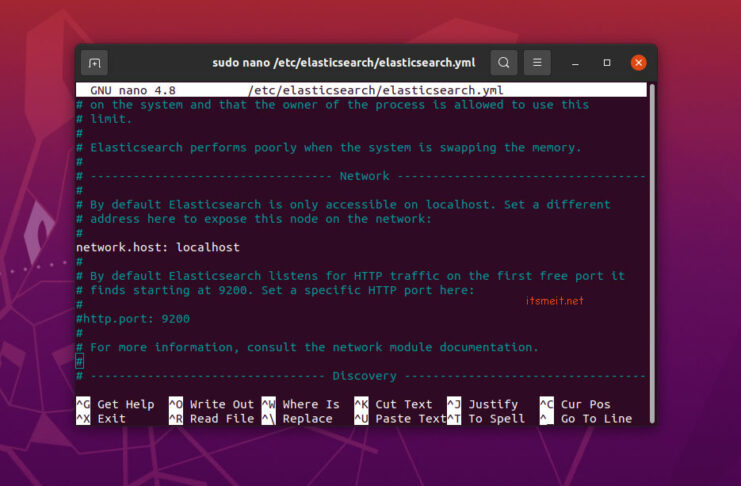 sudo nano /etc/elasticsearch/elasticsearch.yml
GNU nano 4.8 /etc/elasticsearch/elasticsearch.yml
# on the system and that the owner of the process is allowed to use this
# limit.
#
# Elasticsearch performs poorly when the system is swapping the memory.
#
# ---------------------------------- Network -----------------------------------
#
# By default Elasticsearch is only accessible on localhost. Set a different
# address here to expose this node on the network:
#
network.host: localhost
#
# By default Elasticsearch listens for HTTP traffic on the first free port it
# finds starting at 9200. Set a specific HTTP port here:
#
itsmeit.net
#http.port: 9200
#
# For more information, consult the network module documentation.
#
# --------------------------------- Discovery ----------------------------------
^G Get Help ^O Write Out ^W Where Is ^K Cut Text ^J Justify ^C Cur Pos
^X Exit ^R Read File ^\ Replace ^U Paste Text ^T To Spell ^_ Go To Line